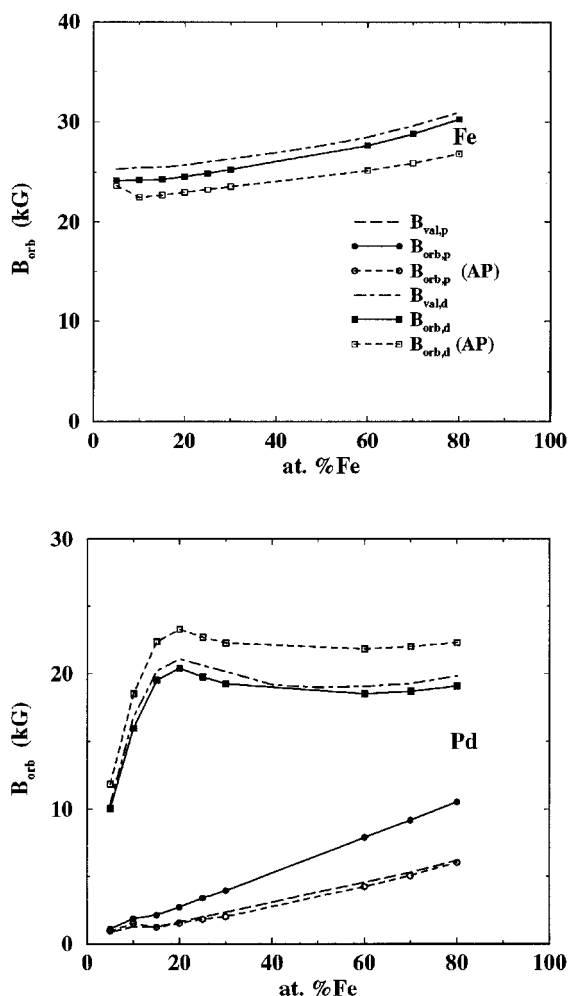 40
30
20
10
0
B_orb (kG)
Fe
B_val,p
B_orb,p
B_orb,p (AP)
B_val,d
B_orb,d
B_orb,d (AP)
0 20 40 60 80 100
at. %Fe
30
20
10
0
B_orb (kG)
Pd
0 20 40 60 80 100
at. %Fe